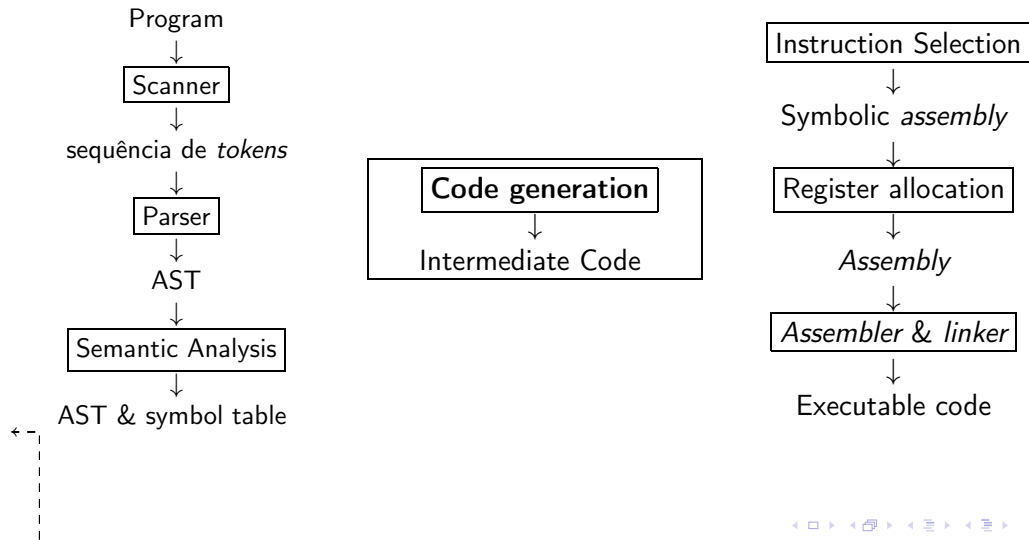 Program
Scanner
sequência de tokens
Parser
AST
Semantic Analysis
AST & symbol table
Code generation
Intermediate Code
Instruction Selection
Symbolic assembly
Register allocation
Assembly
Assembler & linker
Executable code